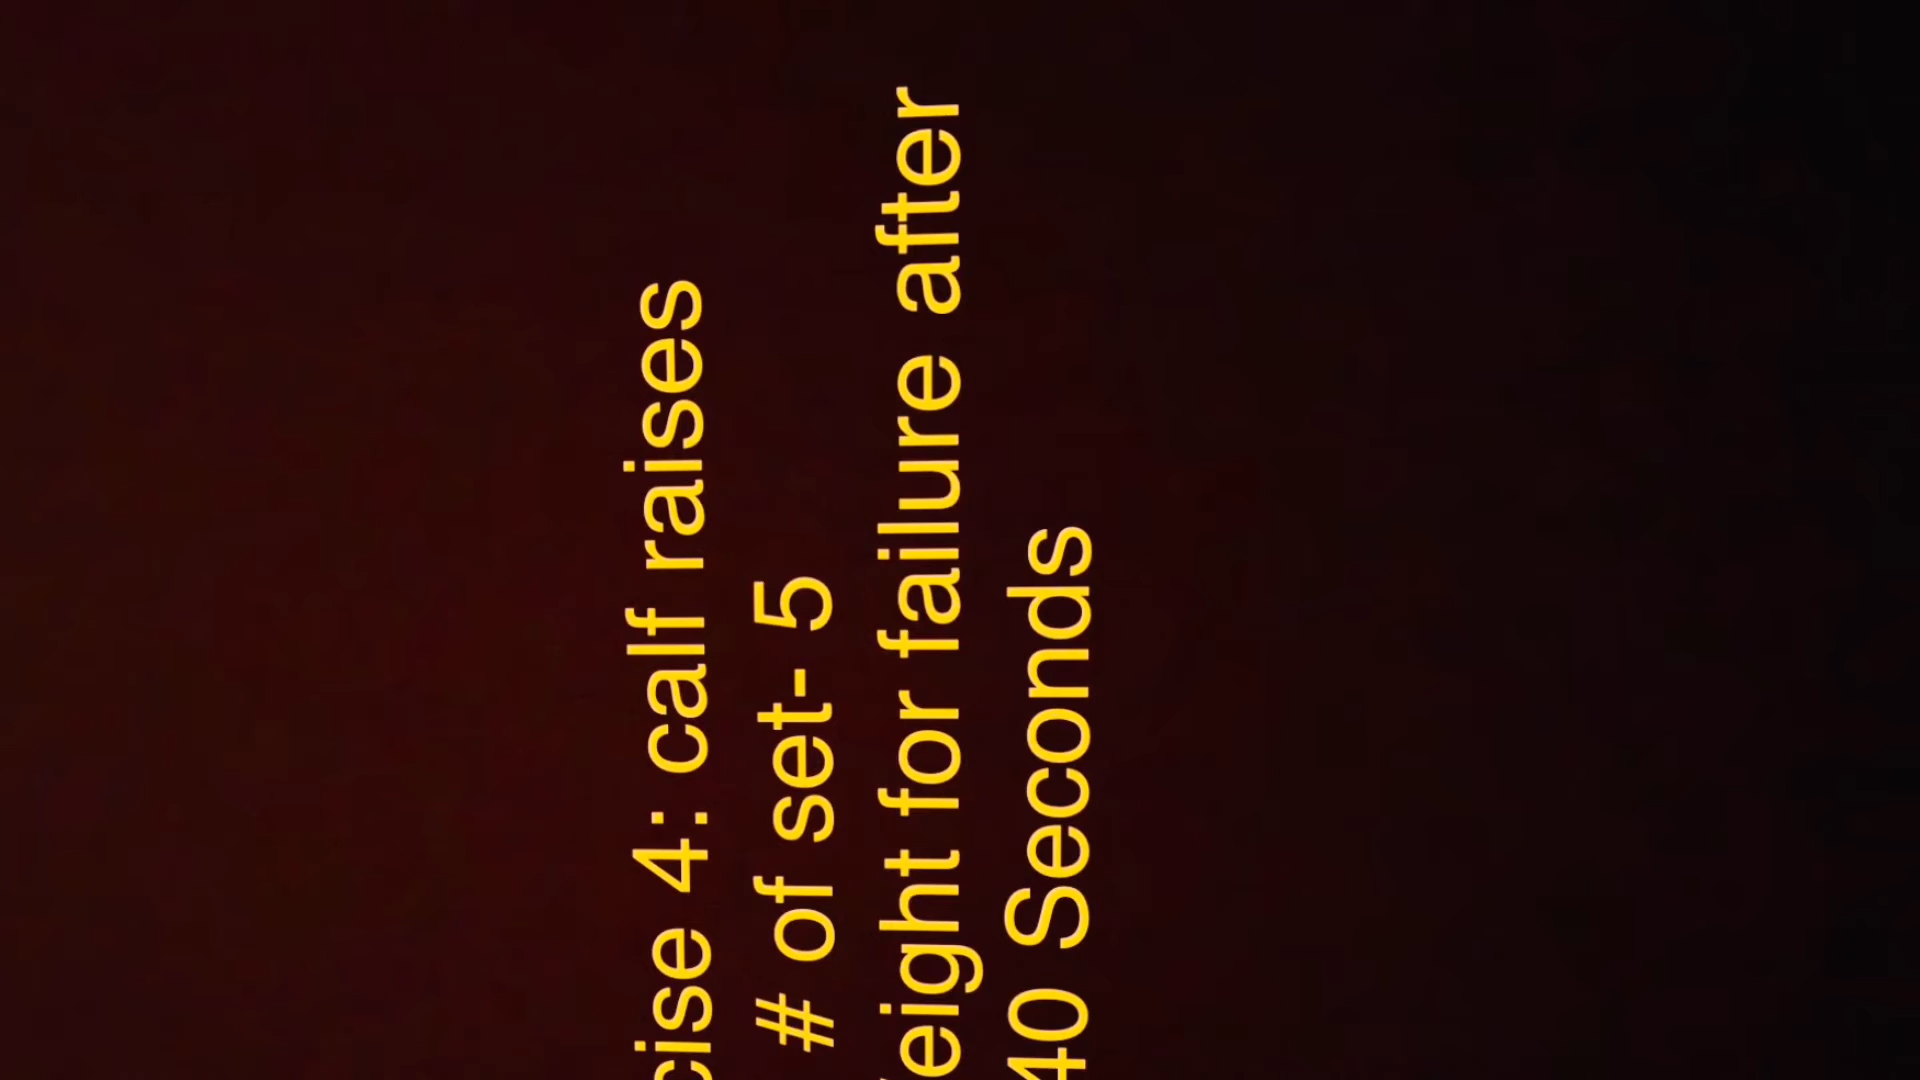 cise 4: calf raises
# of set- 5
eight for failure after
40 Seconds